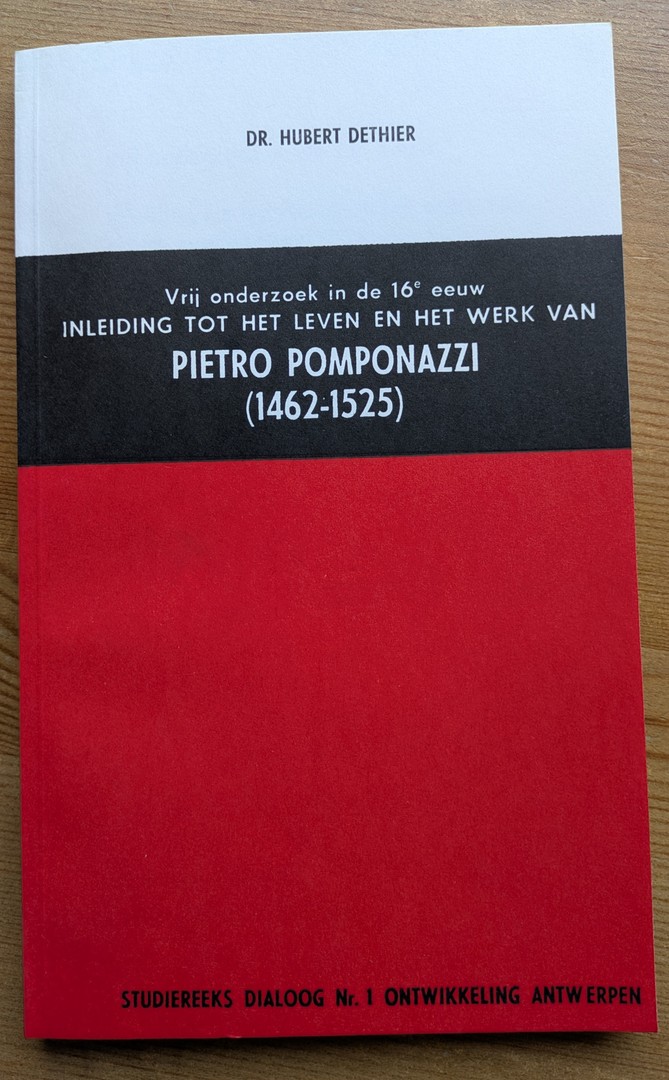 DR. HUBERT DETHIER
Vrij onderzoek in de 16e eeuw
INLEIDING TOT HET LEVEN EN HET WERK VAN
PIETRO POMPONAZZI
(1462-1525)
STUDIEREEKS DIALOOG Nr. 1 ONTWIKKELING ANTWERPEN